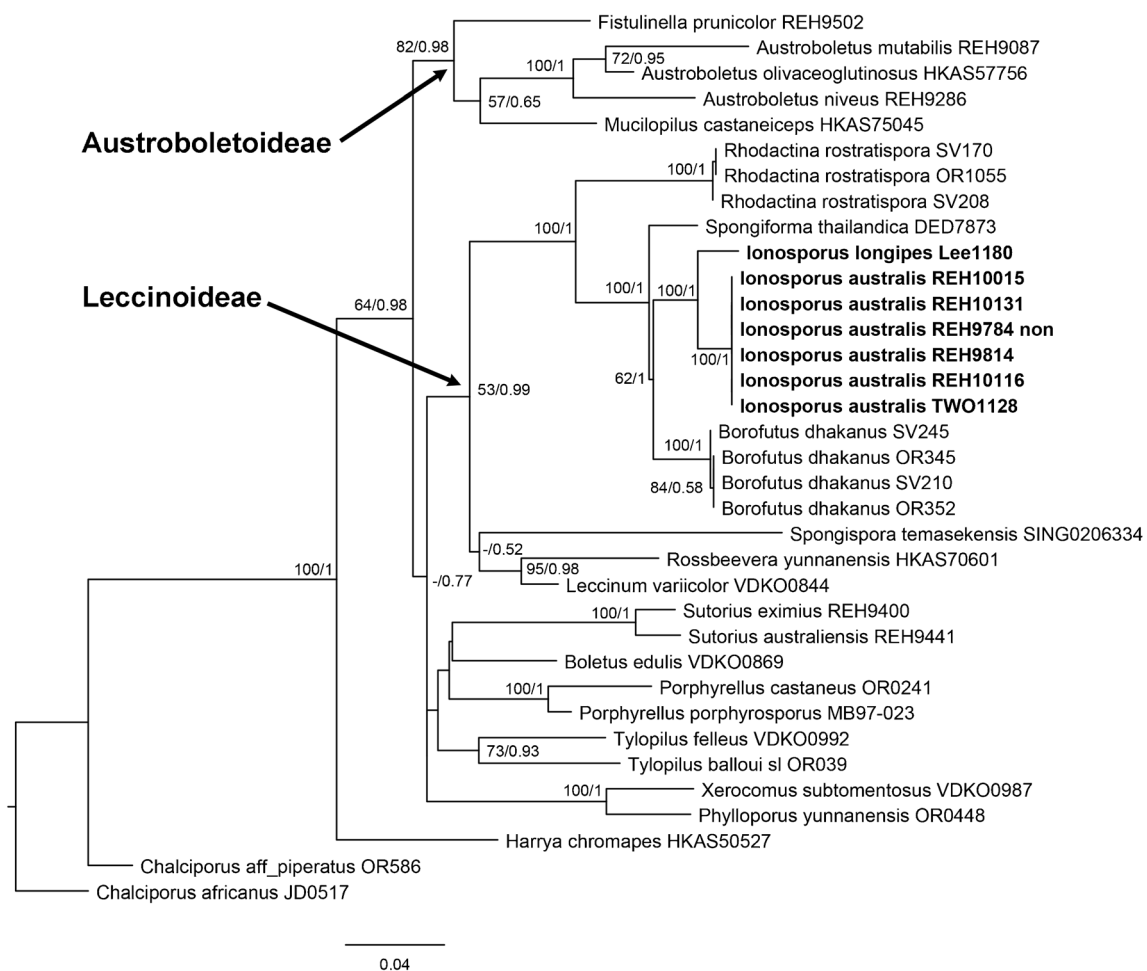 Fistulinella prunicolor REH9502
82/0.98
Austroboletus mutabilis REH9087
72/0.95
100/1
Austroboletus olivaceoglutinosus HKAS57756
57/0.65
Austroboletus niveus REH9286
Mucilopilus castaneiceps HKAS75045
Austroboletoideae
Rhodactina rostratispora SV170
100/1
Rhodactina rostratispora OR1055
Rhodactina rostratispora SV208
100/1
Spongiforma thailandica DED7873
Ionosporus longipes Lee1180
Ionosporus australis REH10015
100/1
100/1
Leccinoideae
64/0.98
Ionosporus australis REH10131
Ionosporus australis REH9784 non
Ionosporus australis REH9814
100/1
62/1
Ionosporus australis REH10116
53/0.99
Ionosporus australis TWO1128
Borofutus dhakanus SV245
100/1
Borofutus dhakanus OR345
Borofutus dhakanus SV210
84/0.58
Borofutus dhakanus OR352
Spongispora temasekensis SING0206334
-/0.52
Rossbeevera yunnanensis HKAS70601
95/0.98
100/1
-/0.77
Leccinum variicolor VDKO0844
Sutorius eximius REH9400
100/1
Sutorius australiensis REH9441
Boletus edulis VDKO0869
Porphyrellus castaneus OR0241
100/1
Porphyrellus porphyrosporus MB97-023
Tylopilus felleus VDKO0992
73/0.93
Tylopilus balloui sl OR039
Xerocomus subtomentosus VDKO0987
100/1
Phylloporus yunnanensis OR0448
Harrya chromapes HKAS50527
Chalciporus aff_piperatus OR586
Chalciporus africanus JD0517
0.04